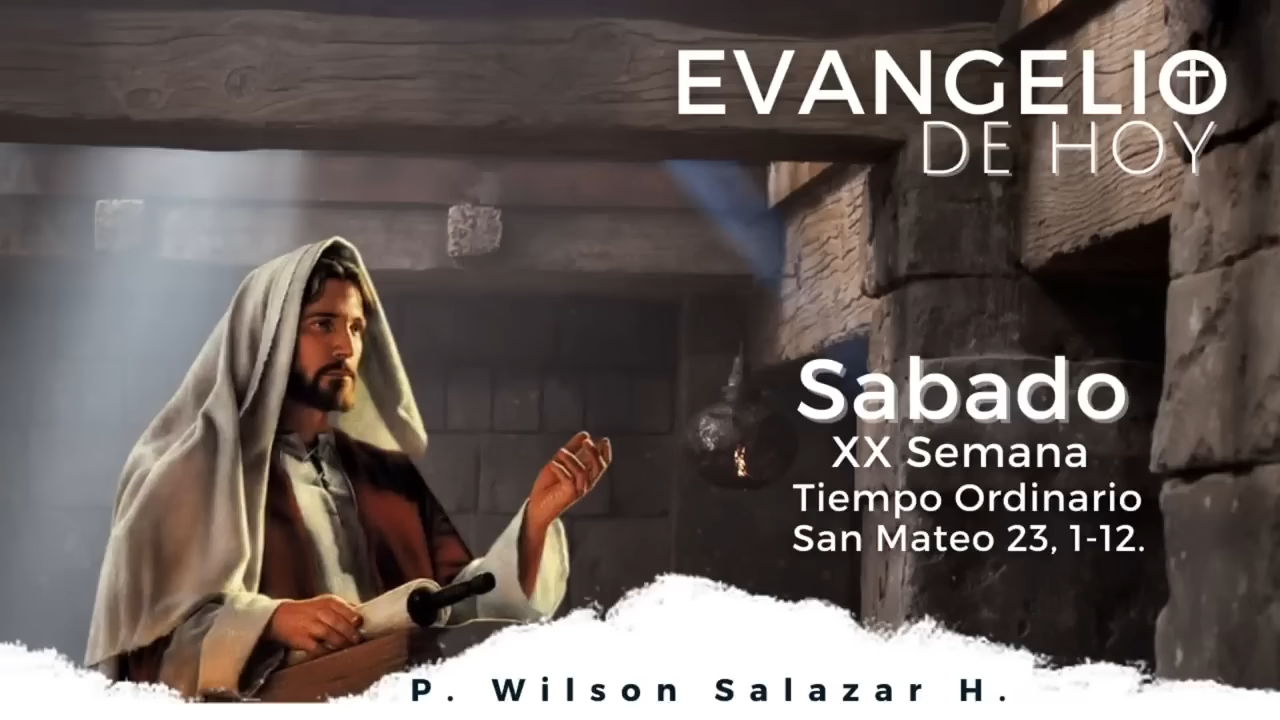 EVANGELIO
DE HOY
Sabado
XX Semana
Tiempo Ordinario
San Mateo 23, 1-12.
P. Wilson Salazar H.